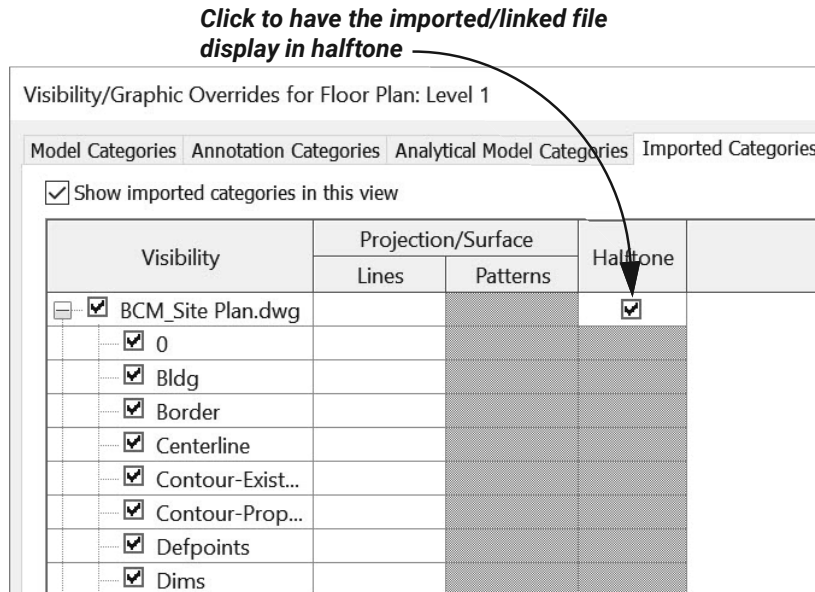 Click to have the imported/linked file
display in halftone
Visibility/Graphic Overrides for Floor Plan: Level 1
Model Categories Annotation Categories Analytical Model Categories Imported Categories
Show imported categories in this view
Visibility Projection/Surface Halftone
Lines Patterns
BCM_Site Plan.dwg
0
Bldg
Border
Centerline
Contour-Exist...
Contour-Prop...
Defpoints
Dims